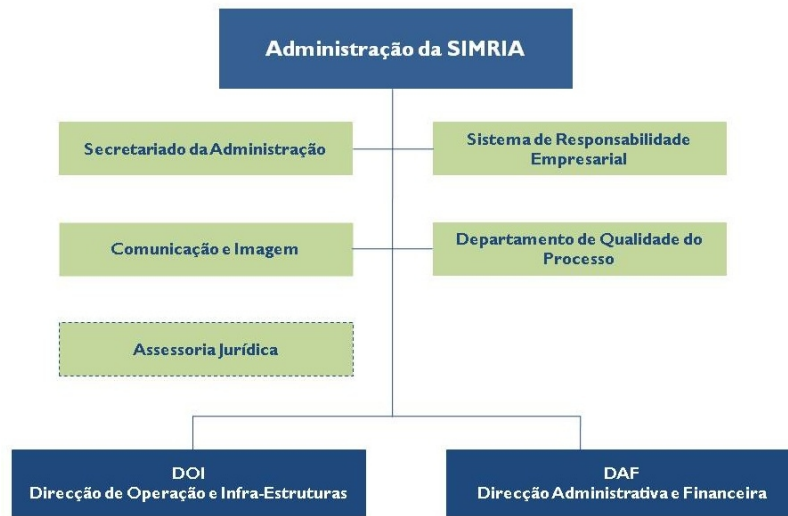 Administração da SIMRIA
Secretariado da Administração
Sistema de Responsabilidade
Empresarial
Comunicação e Imagem
Departamento de Qualidade do
Processo
Assessoria Jurídica
DOI
Direcção de Operação e Infra-Estruturas
DAF
Direcção Administrativa e Financeira